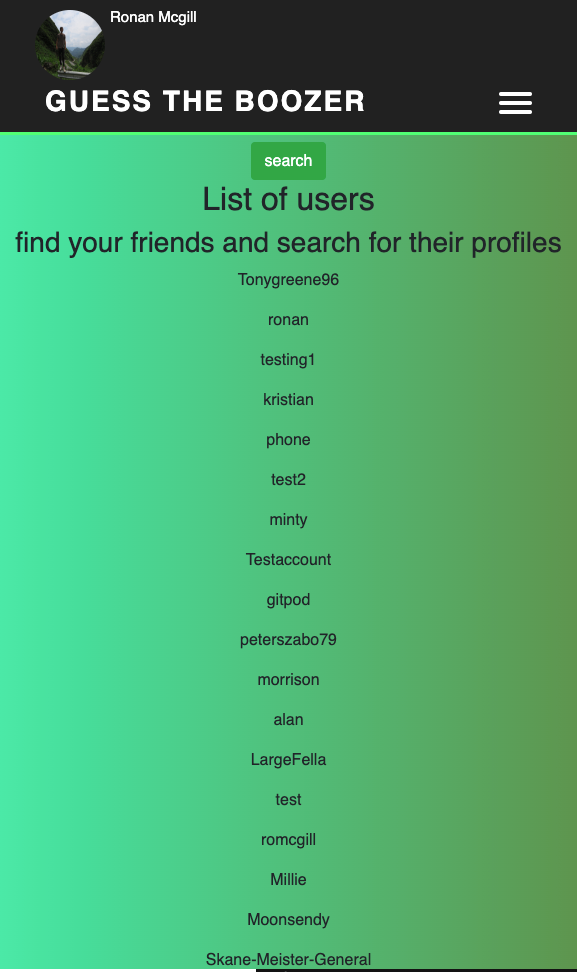 Ronan Mcgill
GUESS THE BOOZER
search
List of users
find your friends and search for their profiles
Tonygreene96
ronan
testing1
kristian
phone
test2
minty
Testaccount
gitpod
peterszabo79
morrison
alan
LargeFella
test
romcgill
Millie
Moonsendy
Skane-Meister-General